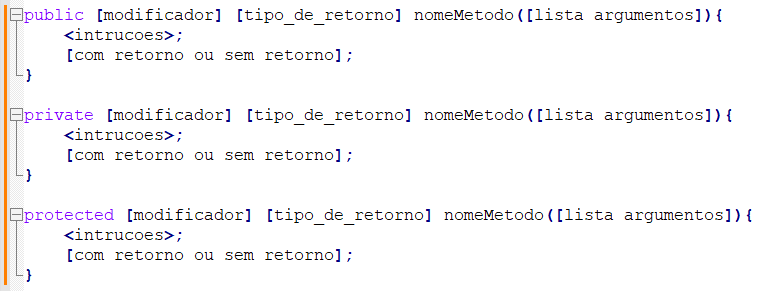 public [modificador] [tipo_de_retorno] nomeMetodo([lista argumentos]){
<intrucoes>;
[com retorno ou sem retorno];
}
private [modificador] [tipo_de_retorno] nomeMetodo([lista argumentos]){
<intrucoes>;
[com retorno ou sem retorno];
}
protected [modificador] [tipo_de_retorno] nomeMetodo([lista argumentos]){
<intrucoes>;
[com retorno ou sem retorno];
}